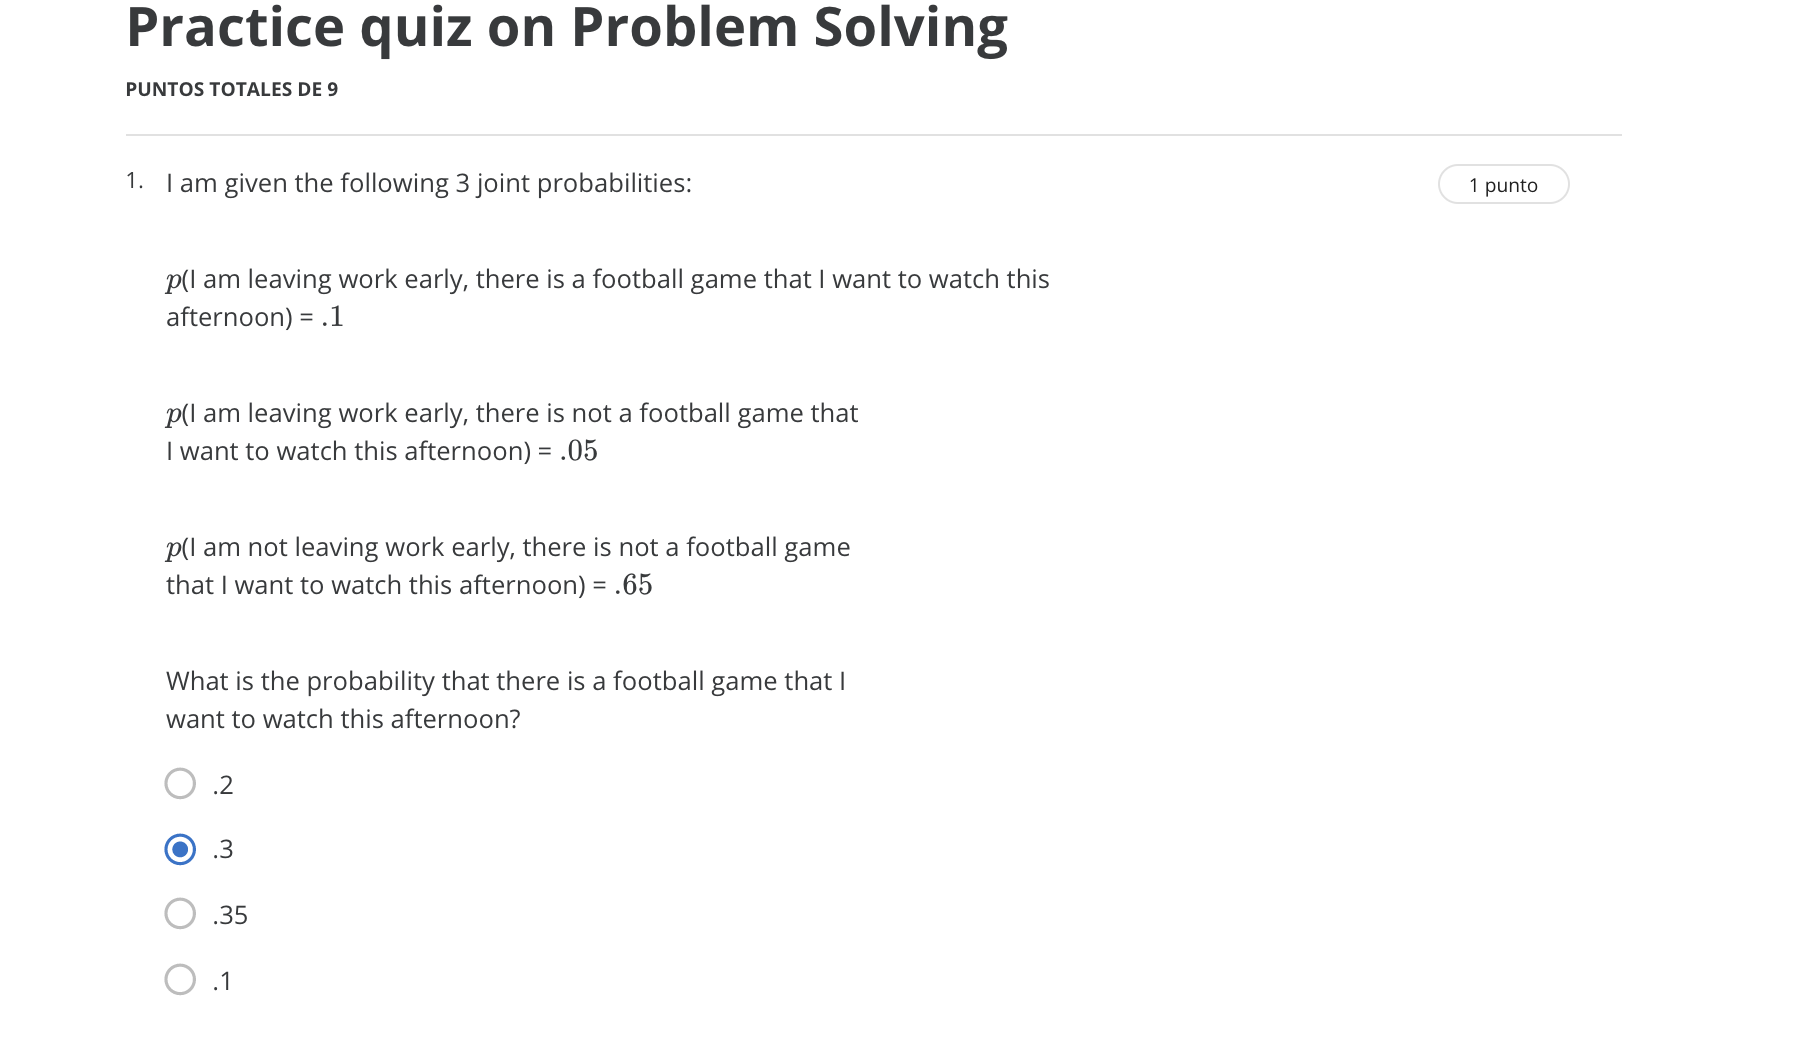 Practice quiz on Problem Solving
PUNTOS TOTALES DE 9
1. I am given the following 3 joint probabilities:
1 punto
p(I am leaving work early, there is a football game that I want to watch this
afternoon) = .1
p(I am leaving work early, there is not a football game that
I want to watch this afternoon) = .05
p(I am not leaving work early, there is not a football game
that I want to watch this afternoon) = .65
What is the probability that there is a football game that I
want to watch this afternoon?
.2
.3
.35
.1